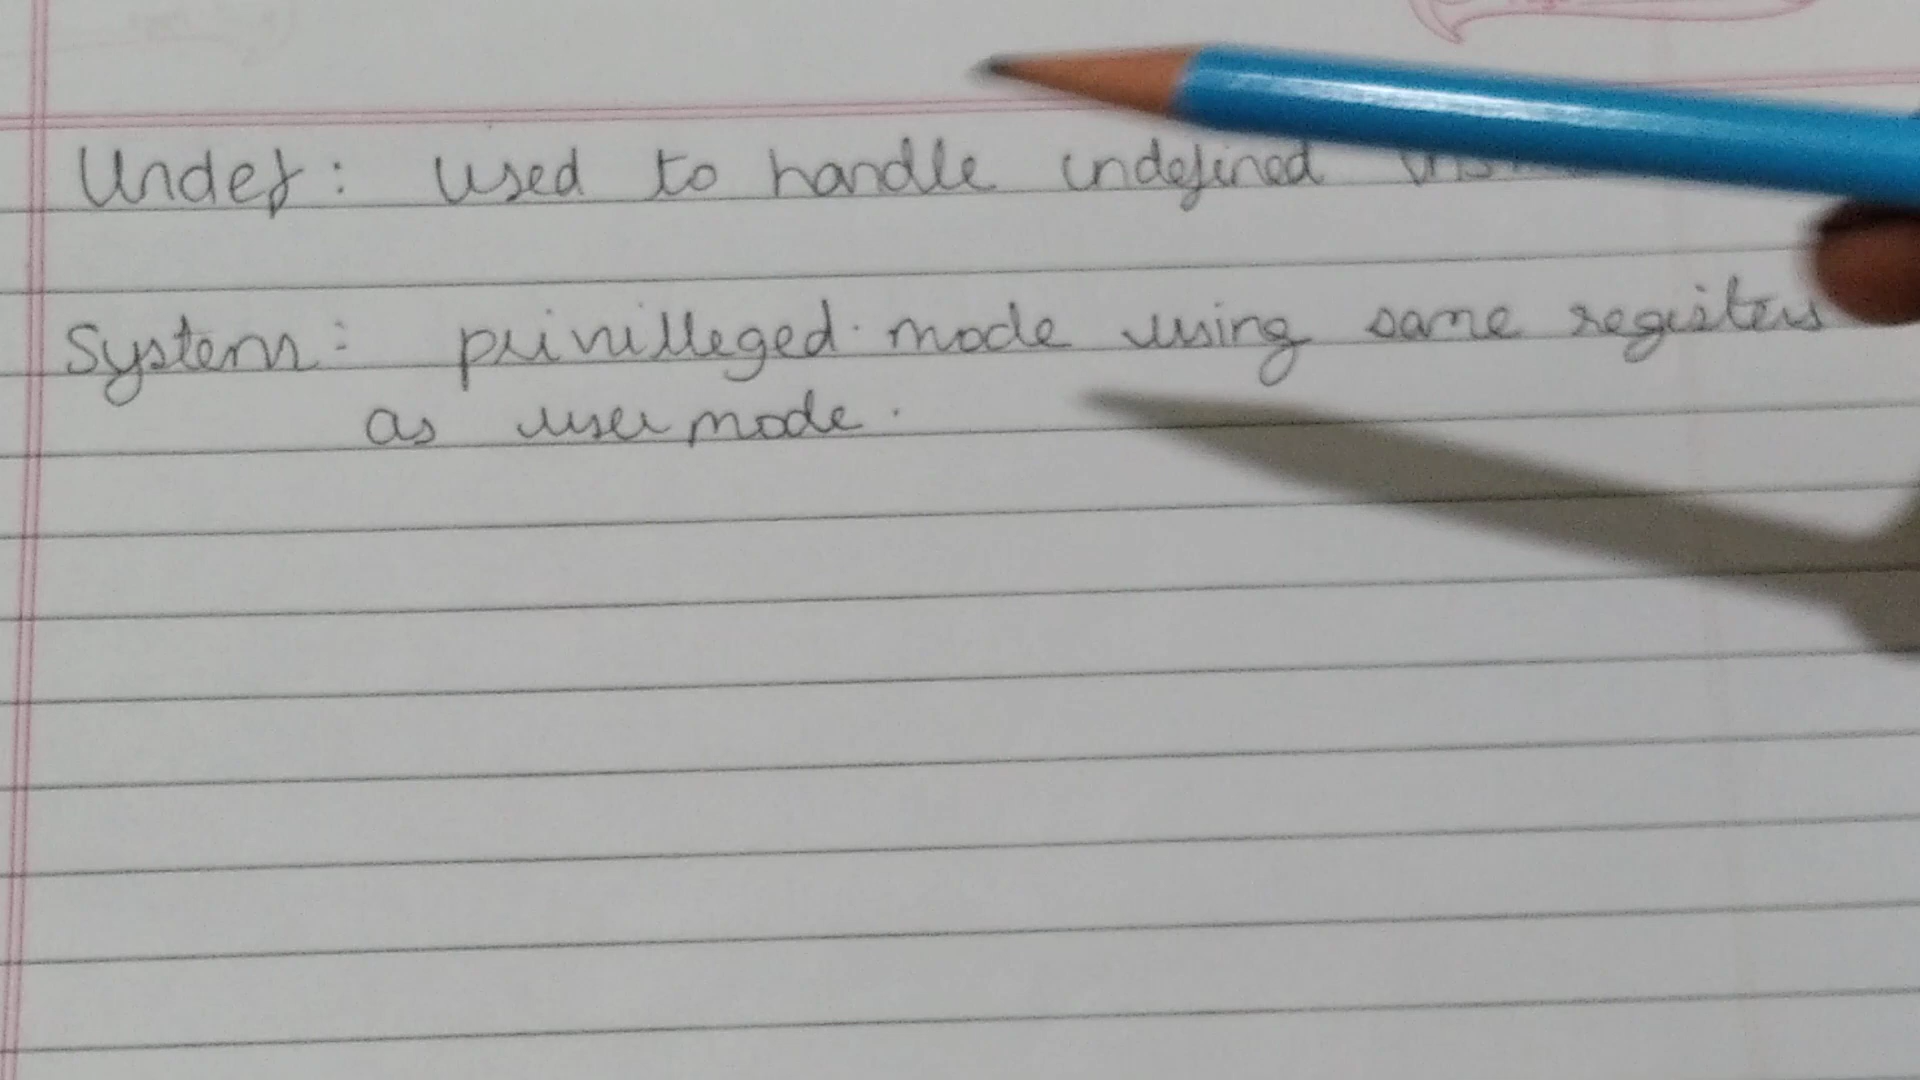 Undef: used to handle undefined
System: privilleged mode using same registers
as user mode.